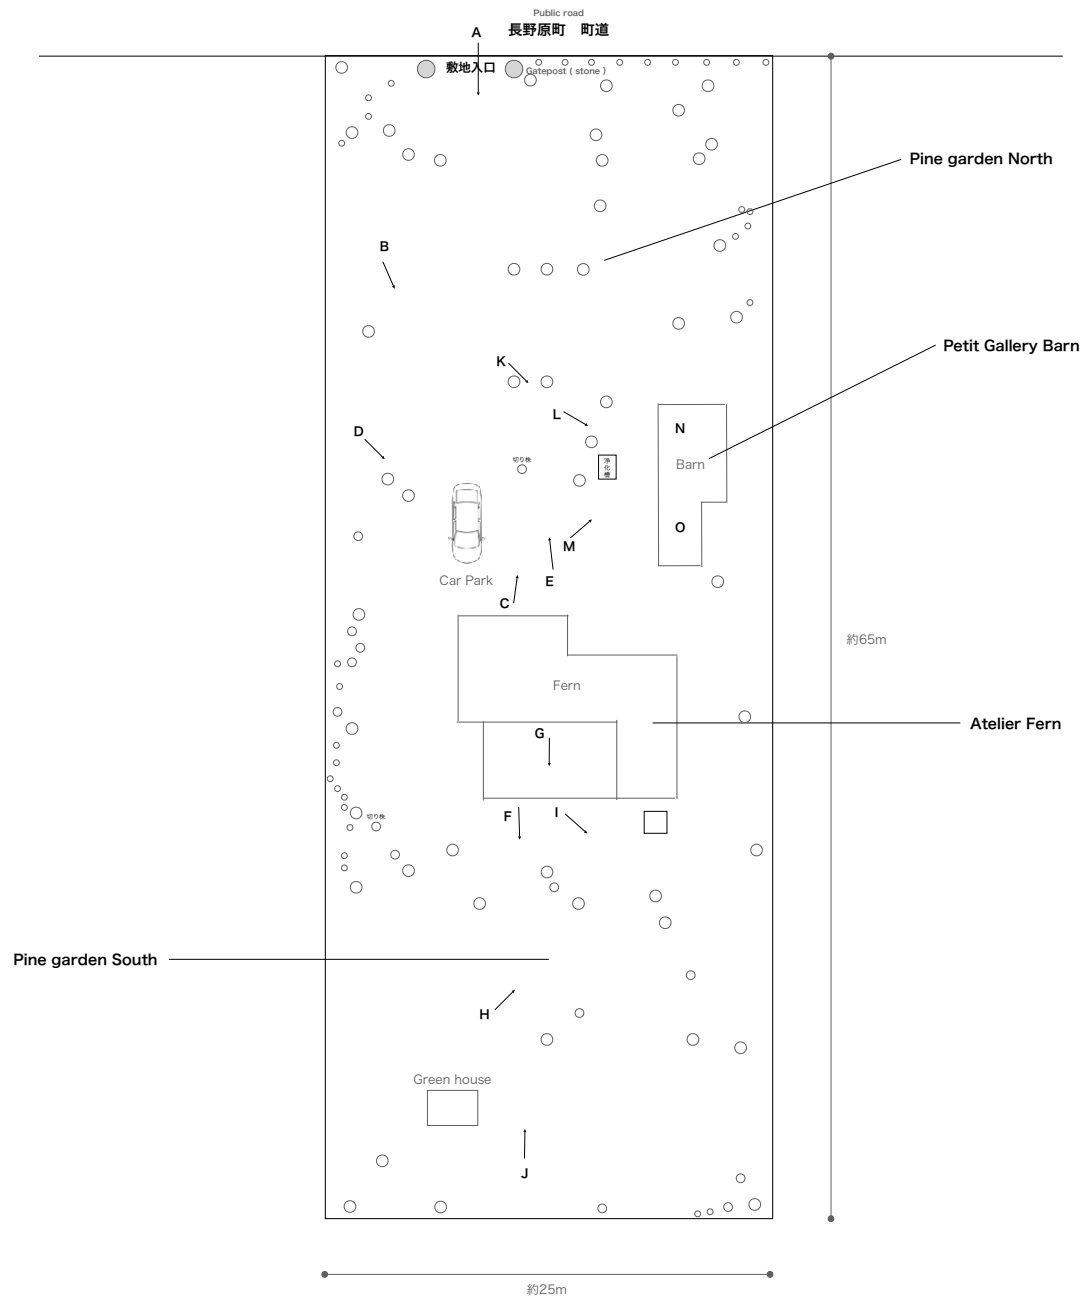 Public road
長野原町　町道
A
敷地入口
Gatepost ( stone )
Pine garden North
B
Petit Gallery Barn
K
L
D
N
切り株
浄化槽
Barn
O
M
E
Car Park
C
約65m
Fern
Atelier Fern
G
F
I
切り株
Pine garden South
H
Green house
J
約25m